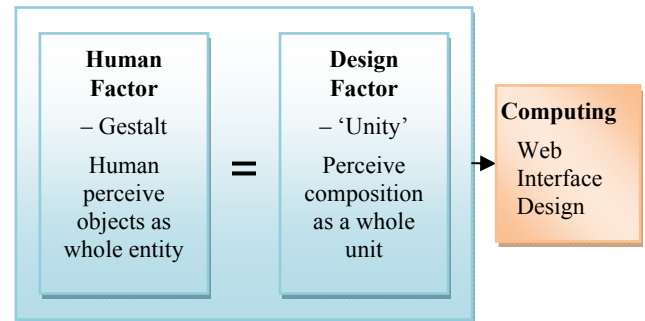 Human
Factor
– Gestalt
Human
perceive
objects as
whole entity
=
Design
Factor
– ‘Unity’
Perceive
composition
as a whole
unit
Computing
Web
Interface
Design